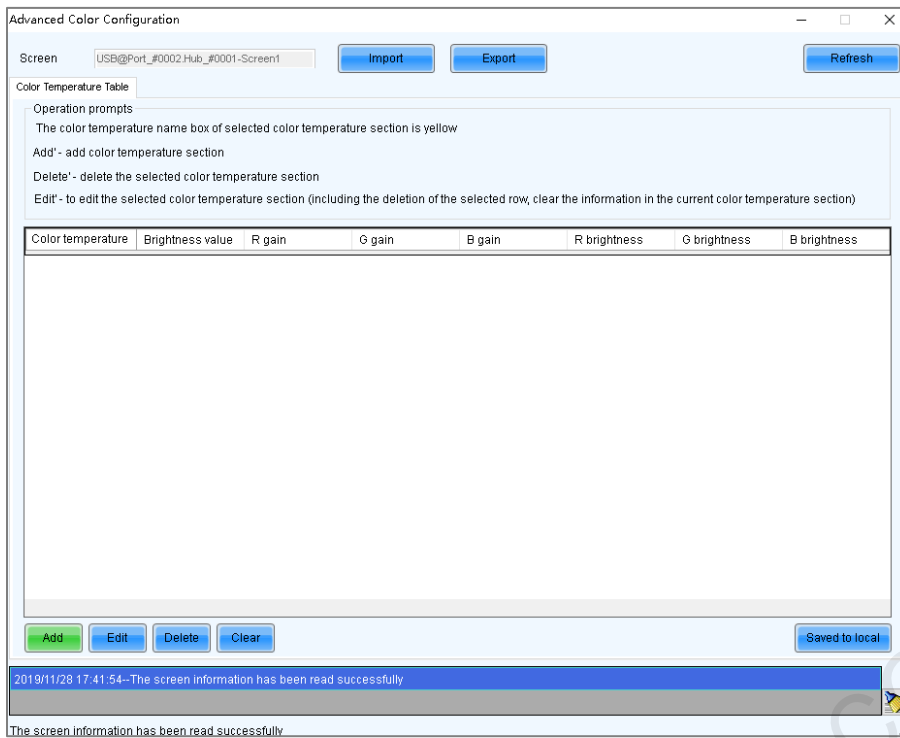 Advanced Color Configuration
Screen USB@Port_#0002.Hub_#0001-Screen1 Import Export Refresh
Color Temperature Table
Operation prompts
The color temperature name box of selected color temperature section is yellow
Add' - add color temperature section
Delete' - delete the selected color temperature section
Edit' - to edit the selected color temperature section (including the deletion of the selected row, clear the information in the current color temperature section)
Color temperature Brightness value R gain G gain B gain R brightness G brightness B brightness
Add Edit Delete Clear Saved to local
2019/11/28 17:41:54--The screen information has been read successfully
The screen information has been read successfully